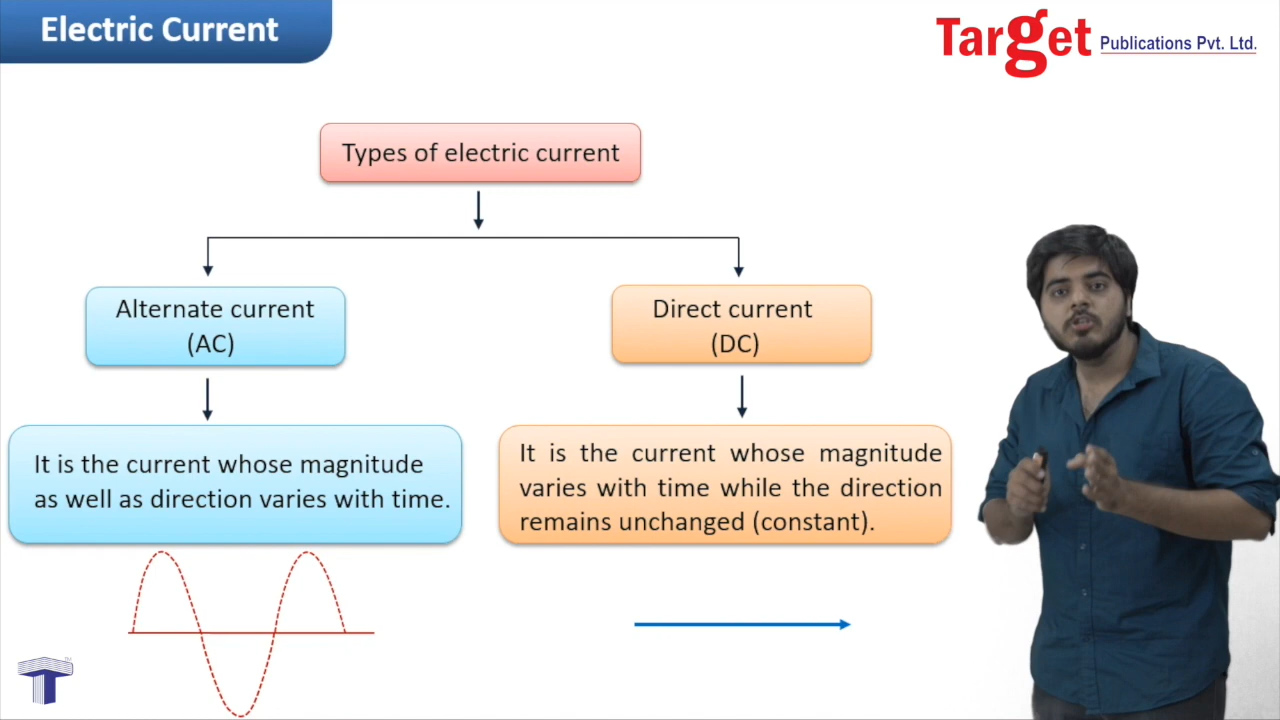 Electric Current
Target Publications Pvt. Ltd.
Types of electric current
Alternate current
(AC)
Direct current
(DC)
It is the current whose magnitude
as well as direction varies with time.
It is the current whose magnitude
varies with time while the direction
remains unchanged (constant).